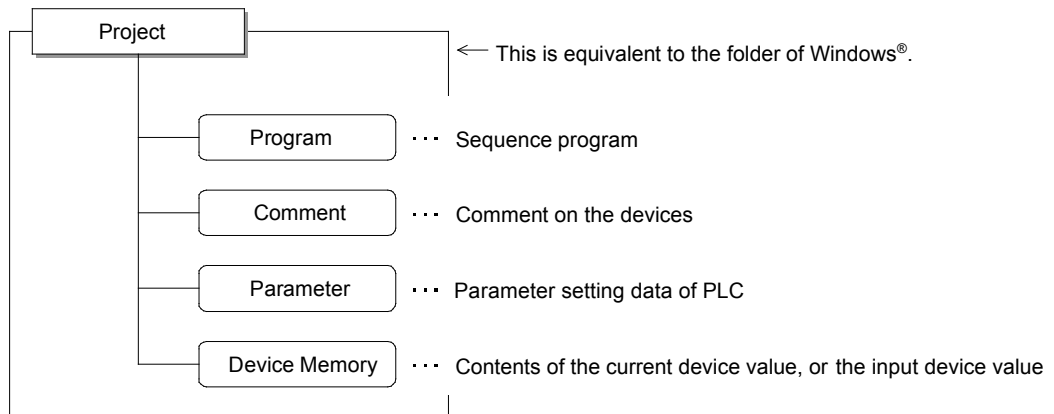 Project
← This is equivalent to the folder of Windows®.
Program ··· Sequence program
Comment ··· Comment on the devices
Parameter ··· Parameter setting data of PLC
Device Memory ··· Contents of the current device value, or the input device value